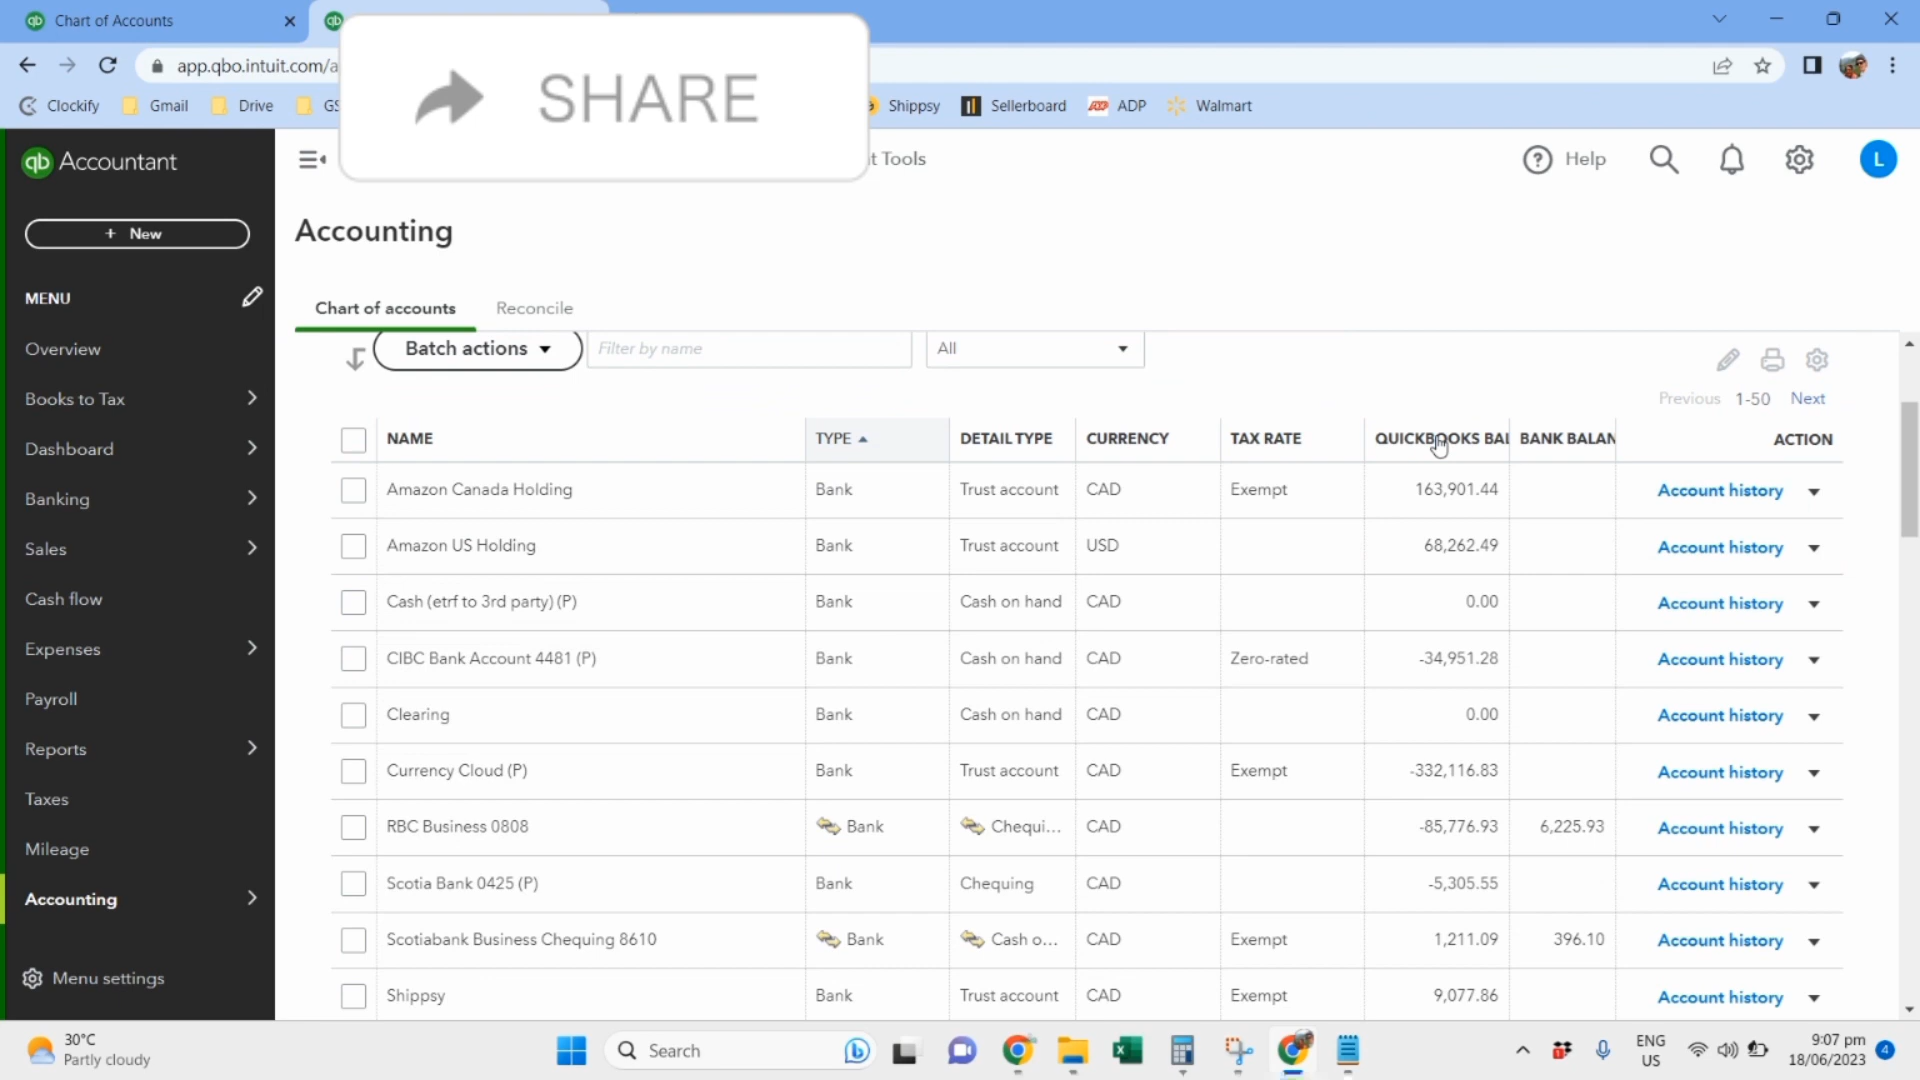 qb Chart of Accounts
qb
SHARE
app.qbo.intuit.com/a
Clockify
Gmail
Drive
Shippsy
Sellerboard
ADP ADP
Walmart
qb Accountant
t Tools
? Help
L
+ New
Accounting
MENU
Chart of accounts
Reconcile
Overview
Books to Tax
Dashboard
Banking
Sales
Cash flow
Expenses
Payroll
Reports
Taxes
Mileage
Accounting
Menu settings
Batch actions
Filter by name
All
Previous 1-50 Next
NAME TYPE DETAIL TYPE CURRENCY TAX RATE QUICKBOOKS BAL BANK BALAN ACTION
Amazon Canada Holding Bank Trust account CAD Exempt 163,901.44 Account history
Amazon US Holding Bank Trust account USD 68,262.49 Account history
Cash (etrf to 3rd party) (P) Bank Cash on hand CAD 0.00 Account history
CIBC Bank Account 4481 (P) Bank Cash on hand CAD Zero-rated -34,951.28 Account history
Clearing Bank Cash on hand CAD 0.00 Account history
Currency Cloud (P) Bank Trust account CAD Exempt -332,116.83 Account history
RBC Business 0808 Bank Chequi... CAD -85,776.93 6,225.93 Account history
Scotia Bank 0425 (P) Bank Chequing CAD -5,305.55 Account history
Scotiabank Business Chequing 8610 Bank Cash o... CAD Exempt 1,211.09 396.10 Account history
Shippsy Bank Trust account CAD Exempt 9,077.86 Account history
30°C
Partly cloudy
Search
ENG
US
9:07 pm
18/06/2023
4